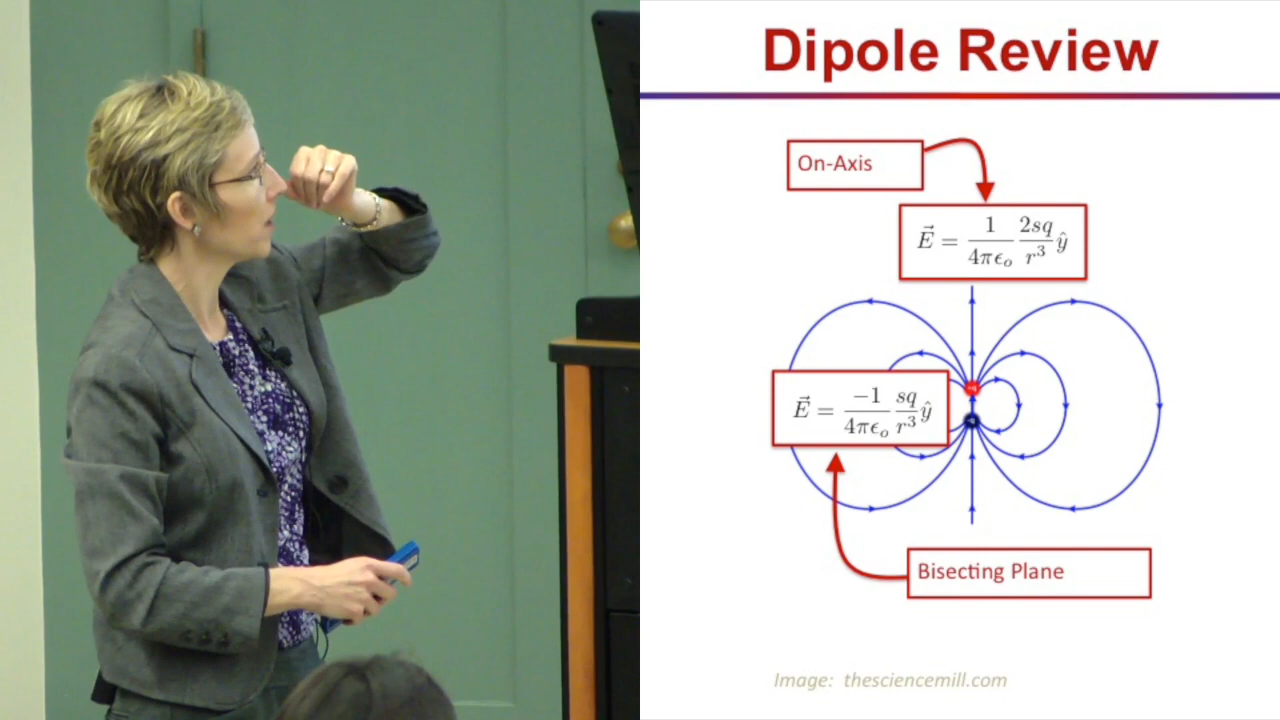 Dipole Review
On-Axis
$\vec{E} = \frac{1}{4\pi\epsilon_o} \frac{2sq}{r^3} \hat{y}$
$\vec{E} = \frac{-1}{4\pi\epsilon_o} \frac{sq}{r^3} \hat{y}$
Bisecting Plane
Image: thesciencemill.com